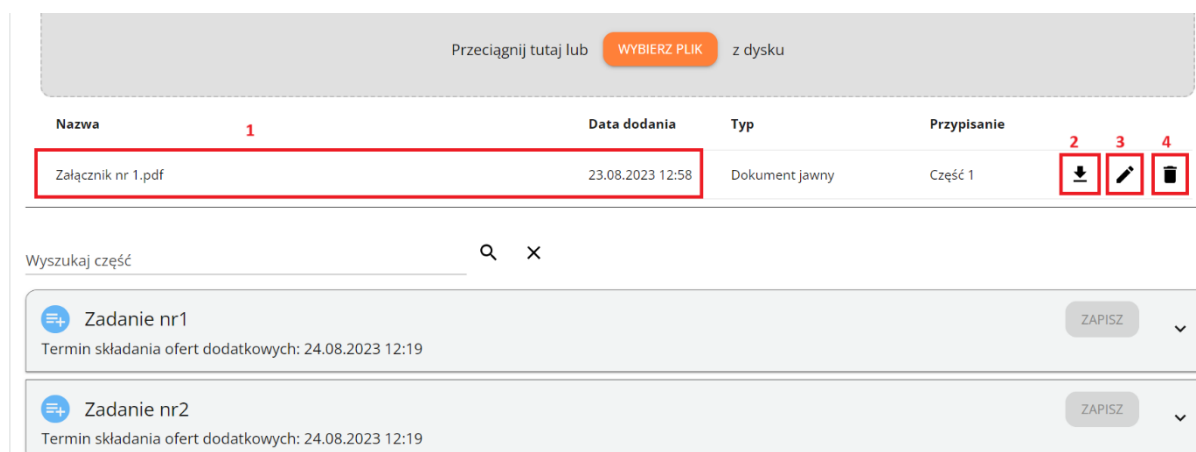 Przeciągnij tutaj lub WYBIERZ PLIK z dysku
Nazwa 1 Data dodania Typ Przypisanie
2 3 4
Załącznik nr 1.pdf 23.08.2023 12:58 Dokument jawny Część 1
Wyszukaj część
Zadanie nr1 ZAPISZ
Termin składania ofert dodatkowych: 24.08.2023 12:19
Zadanie nr2 ZAPISZ
Termin składania ofert dodatkowych: 24.08.2023 12:19